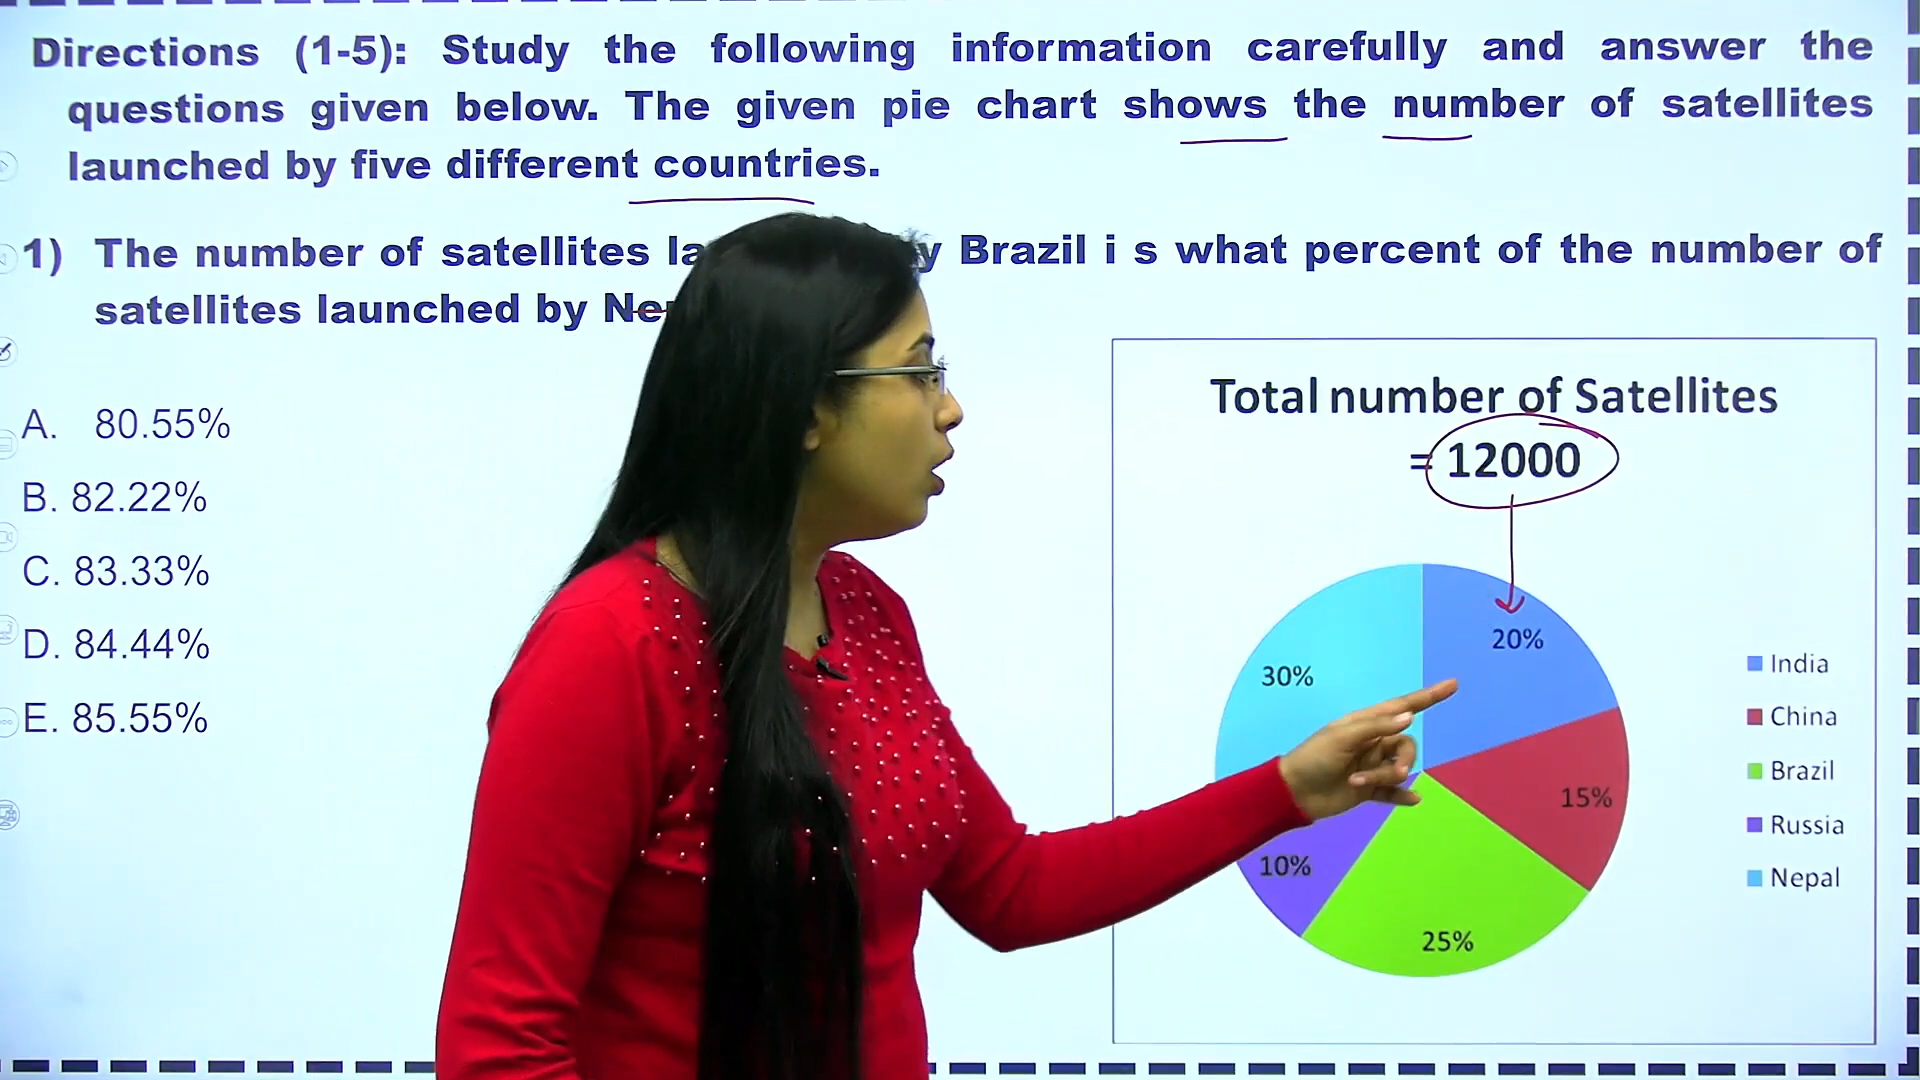 Directions (1-5): Study the following information carefully and answer the
questions given below. The given pie chart shows the number of satellites
launched by five different countries.
1) The number of satellites Brazil i s what percent of the number of
satellites launched by
A. 80.55%
B. 82.22%
C. 83.33%
D. 84.44%
E. 85.55%
Total number of Satellites
= 12000
20%
30%
15%
10%
25%
India
China
Brazil
Russia
Nepal